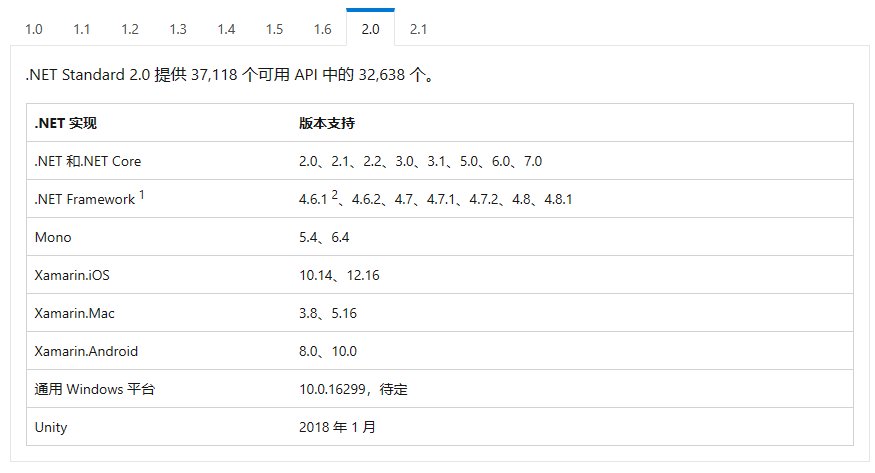 1.0 1.1 1.2 1.3 1.4 1.5 1.6 2.0 2.1
.NET Standard 2.0 提供 37,118 个可用 API 中的 32,638 个。
.NET 实现 版本支持
.NET 和.NET Core 2.0、2.1、2.2、3.0、3.1、5.0、6.0、7.0
.NET Framework 1 4.6.1 2、4.6.2、4.7、4.7.1、4.7.2、4.8、4.8.1
Mono 5.4、6.4
Xamarin.iOS 10.14、12.16
Xamarin.Mac 3.8、5.16
Xamarin.Android 8.0、10.0
通用 Windows 平台 10.0.16299，待定
Unity 2018 年 1 月